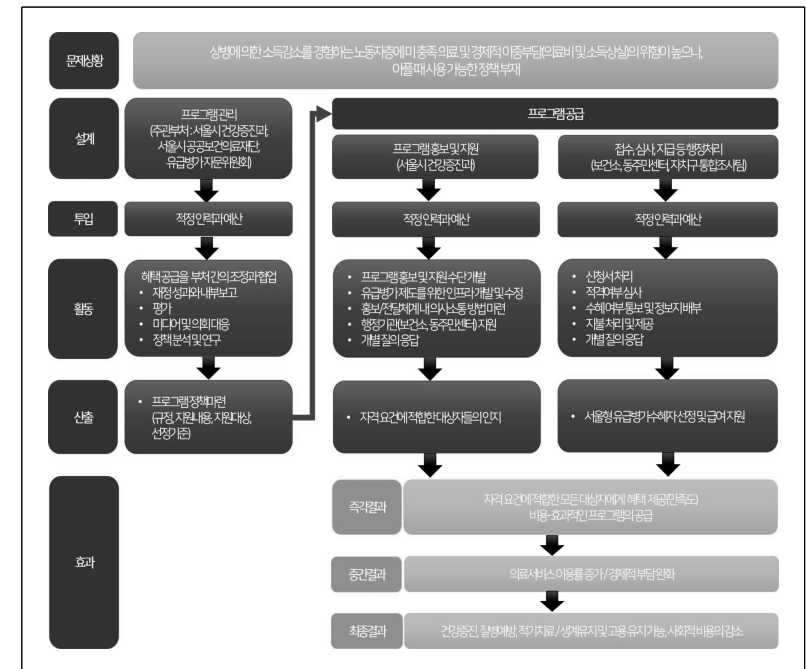 문제상황
상병에 의한 소득감소를 경험하는 노동자층에 미충족 의료 및 경제적 이중부담(의료비 및 소득상실)의 위험이 높으나,
아플 때 사용 가능한 정책 부재
설계
프로그램 관리
(주관부처 : 서울시 건강증진과,
서울시 공공보건의료재단,
유급병가 자문위원회)
프로그램 공급
프로그램 홍보 및 지원
(서울시 건강증진과)
접수, 심사, 지급 등 행정처리
(보건소, 동주민센터, 자치구 통합조사팀)
투입
적정 인력과 예산
적정 인력과 예산
적정 인력과 예산
활동
혜택 공급을 부처 간의 조정과 협업
• 재정 성과와 내부보고
• 평가
• 미디어 및 의회 대응
• 정책 분석 및 연구
• 프로그램 홍보 및 지원 수단 개발
• 유급병가 제도를 위한 인프라 개발 및 수정
• 홍보/전달체계 내 의사소통 방법 마련
• 행정기관(보건소, 동주민센터) 지원
• 개별 질의 응답
• 신청서 처리
• 적격여부 심사
• 수혜여부 통보 및 정보지 배부
• 지불 처리 및 제공
• 개별 질의 응답
산출
• 프로그램 정책 마련
(규정, 지원내용, 지원대상,
선정기준)
• 자격 요건에 적합한 대상자들의 인지
• 서울형 유급병가 수혜자 선정 및 급여 지원
효과
즉각결과
자격 요건에 적합한 모든 대상자에게 혜택 제공(만족도)
비용-효과적인 프로그램의 공급
중간결과
의료서비스 이용률 증가 / 경제적 부담 완화
최종결과
건강증진, 질병예방, 적기치료 / 생계유지 및 고용 유지 가능, 사회적 비용의 감소